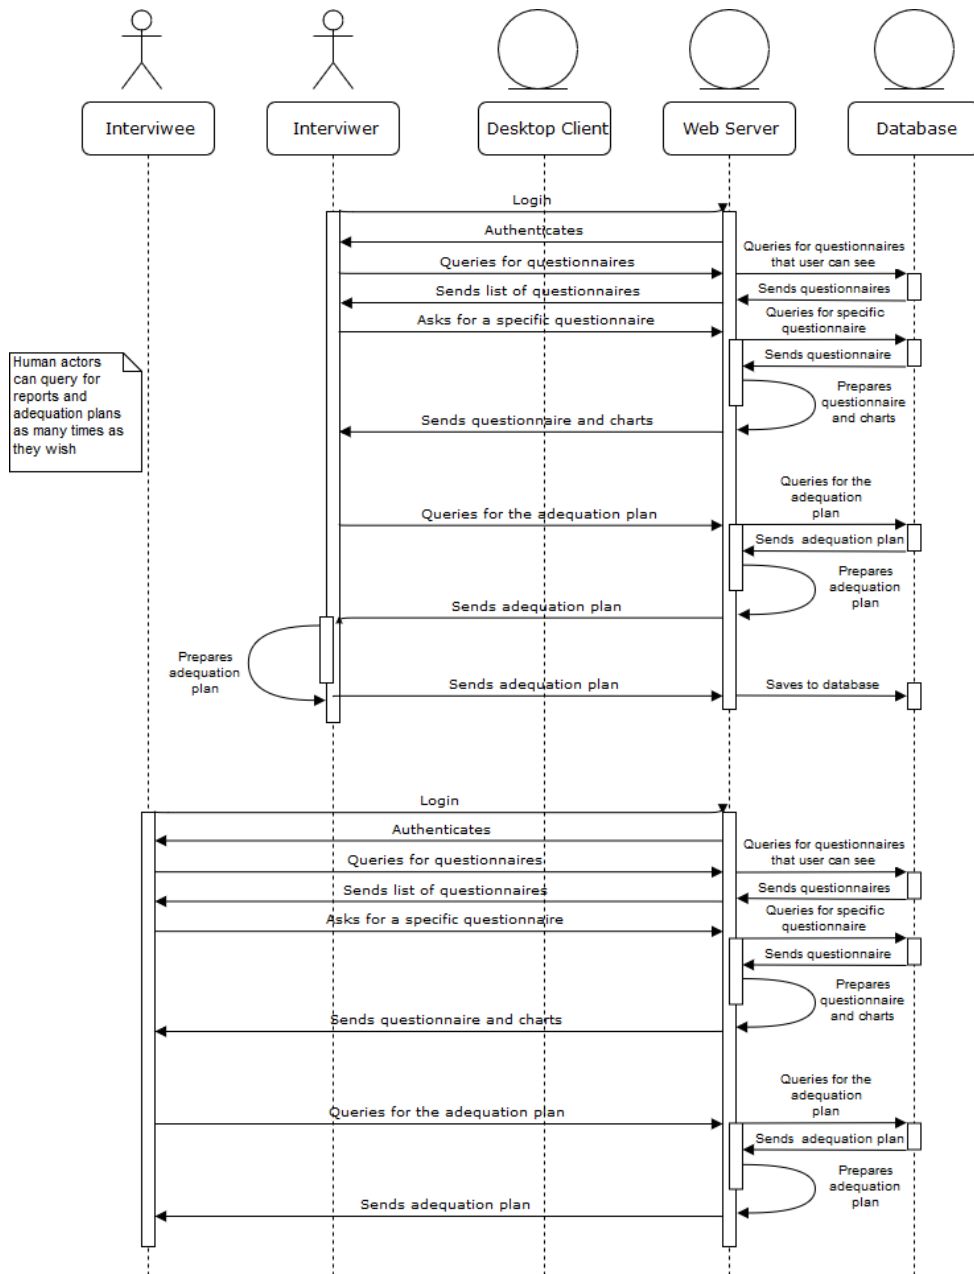 Interviwee
Interviwer
Desktop Client
Web Server
Database
Login
Authenticates
Queries for questionnaires
that user can see
Queries for questionnaires
Sends questionnaires
Sends list of questionnaires
Queries for specific
questionnaire
Asks for a specific questionnaire
Sends questionnaire
Human actors
can query for
reports and
adequation plans
as many times as
they wish
Prepares
questionnaire
and charts
Sends questionnaire and charts
Queries for the
adequation
plan
Queries for the adequation plan
Sends adequation plan
Prepares
adequation
plan
Sends adequation plan
Prepares
adequation
plan
Sends adequation plan
Saves to database
Login
Authenticates
Queries for questionnaires
that user can see
Queries for questionnaires
Sends questionnaires
Sends list of questionnaires
Queries for specific
questionnaire
Asks for a specific questionnaire
Sends questionnaire
Prepares
questionnaire
and charts
Sends questionnaire and charts
Queries for the
adequation
plan
Queries for the adequation plan
Sends adequation plan
Prepares
adequation
plan
Sends adequation plan